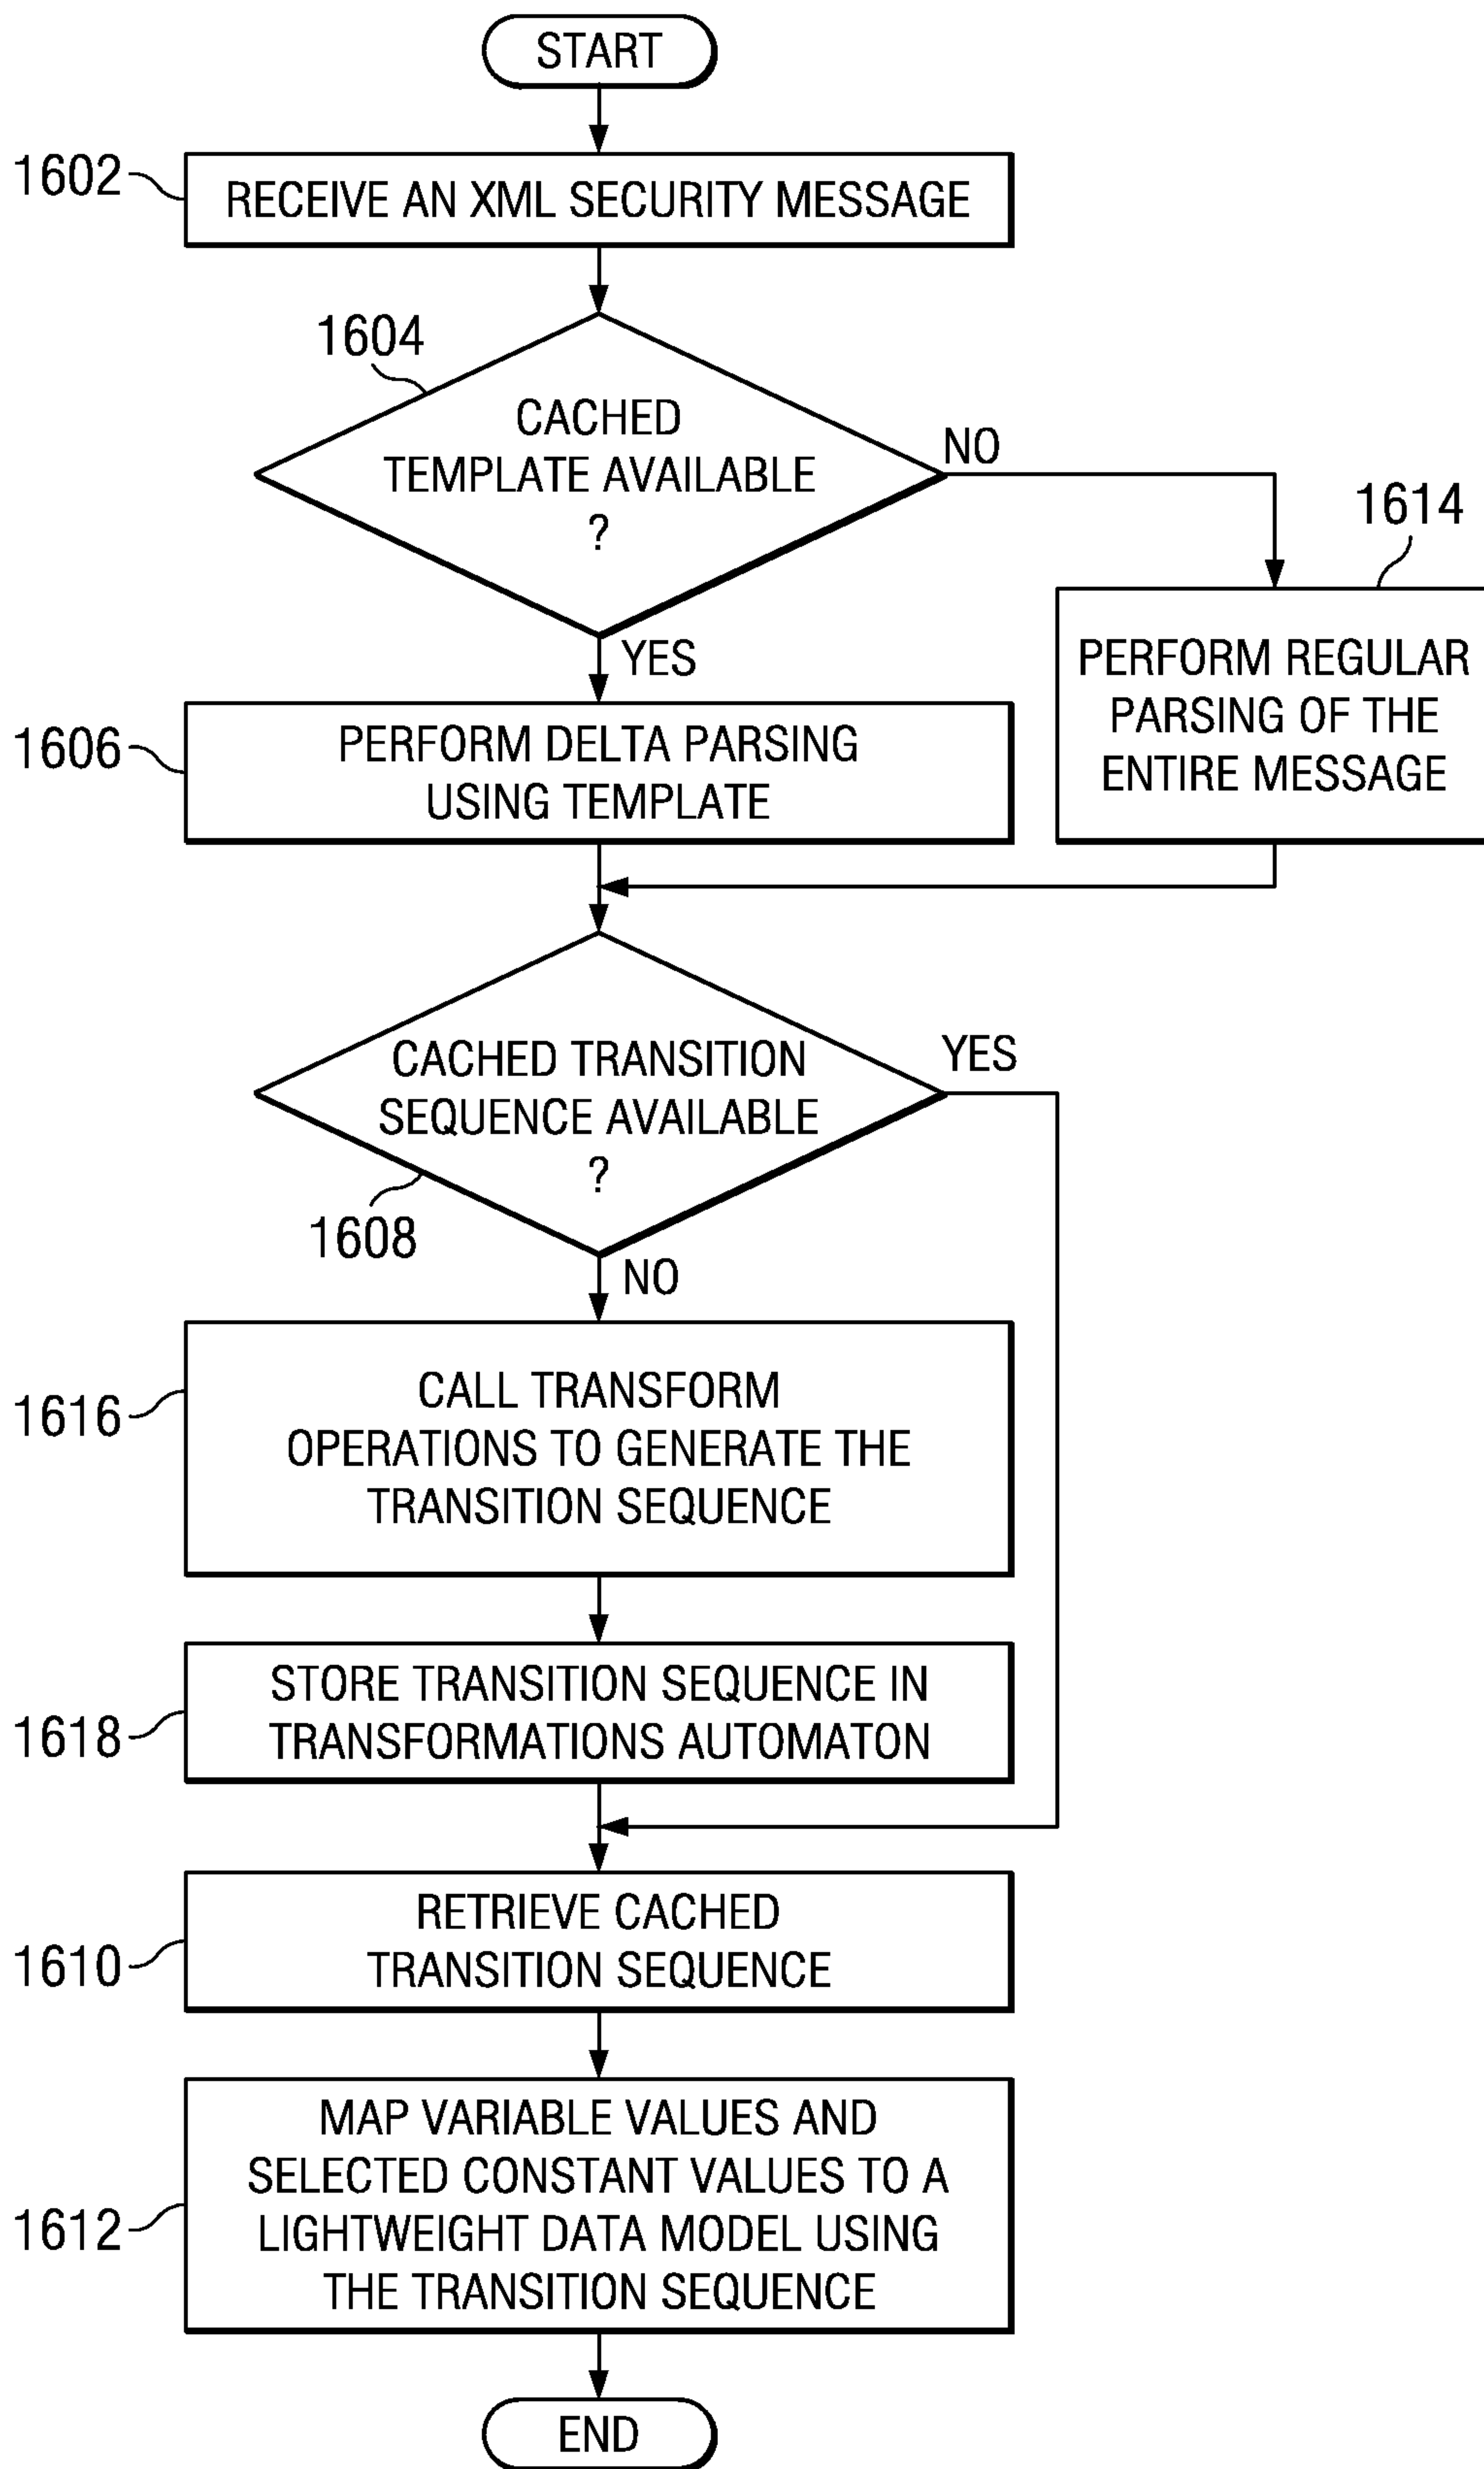 START
1602
RECEIVE AN XML SECURITY MESSAGE
1604
CACHED
TEMPLATE AVAILABLE
?
NO
1614
PERFORM REGULAR
PARSING OF THE
ENTIRE MESSAGE
YES
1606
PERFORM DELTA PARSING
USING TEMPLATE
CACHED TRANSITION
SEQUENCE AVAILABLE
?
YES
1608
NO
1616
CALL TRANSFORM
OPERATIONS TO GENERATE THE
TRANSITION SEQUENCE
1618
STORE TRANSITION SEQUENCE IN
TRANSFORMATIONS AUTOMATON
1610
RETRIEVE CACHED
TRANSITION SEQUENCE
1612
MAP VARIABLE VALUES AND
SELECTED CONSTANT VALUES TO A
LIGHTWEIGHT DATA MODEL USING
THE TRANSITION SEQUENCE
END